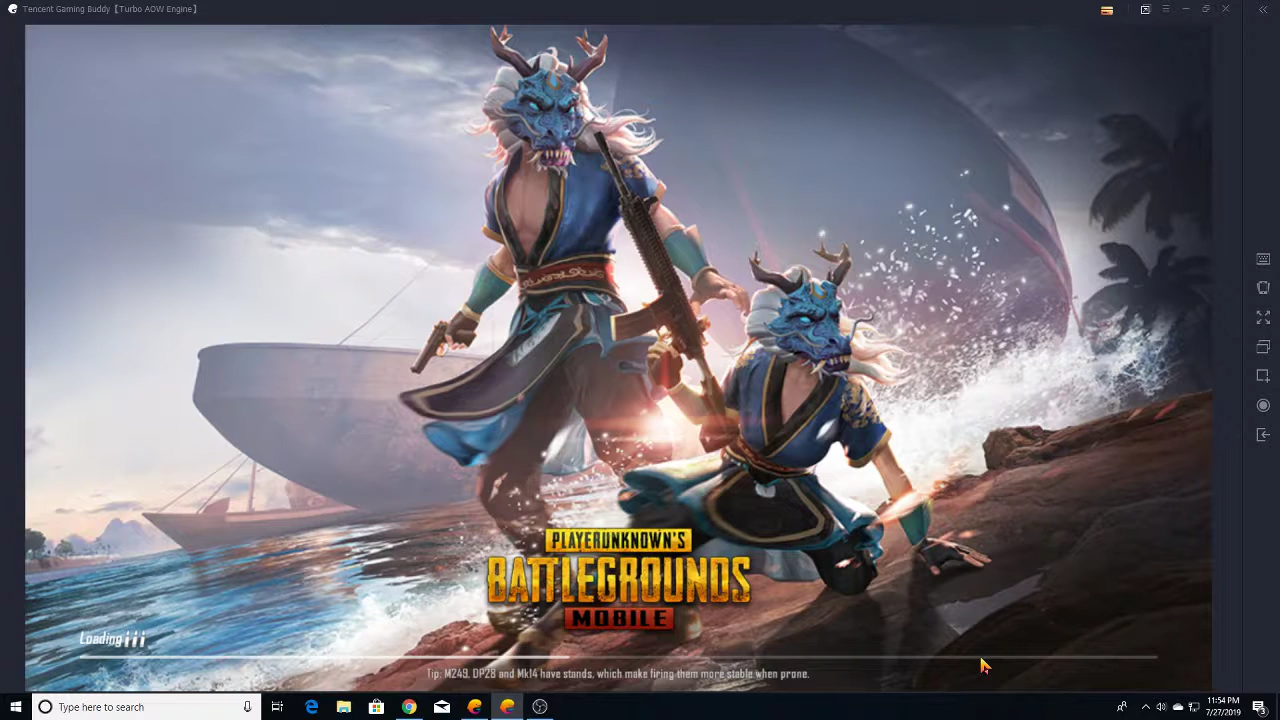 Tencent Gaming Buddy【Turbo AOW Engine】
PLAYERUNKNOWN'S
BATTLEGROUNDS
MOBILE
Loading
Tip: M249, DP28 and Mk14 have stands, which make firing them more stable when prone.
Type here to search
11:54 PM
7/27/2019